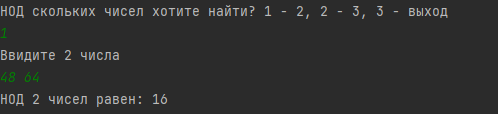 НОД скольких чисел хотите найти? 1 - 2, 2 - 3, 3 - выход
1
Ввидите 2 числа
48 64
НОД 2 чисел равен: 16